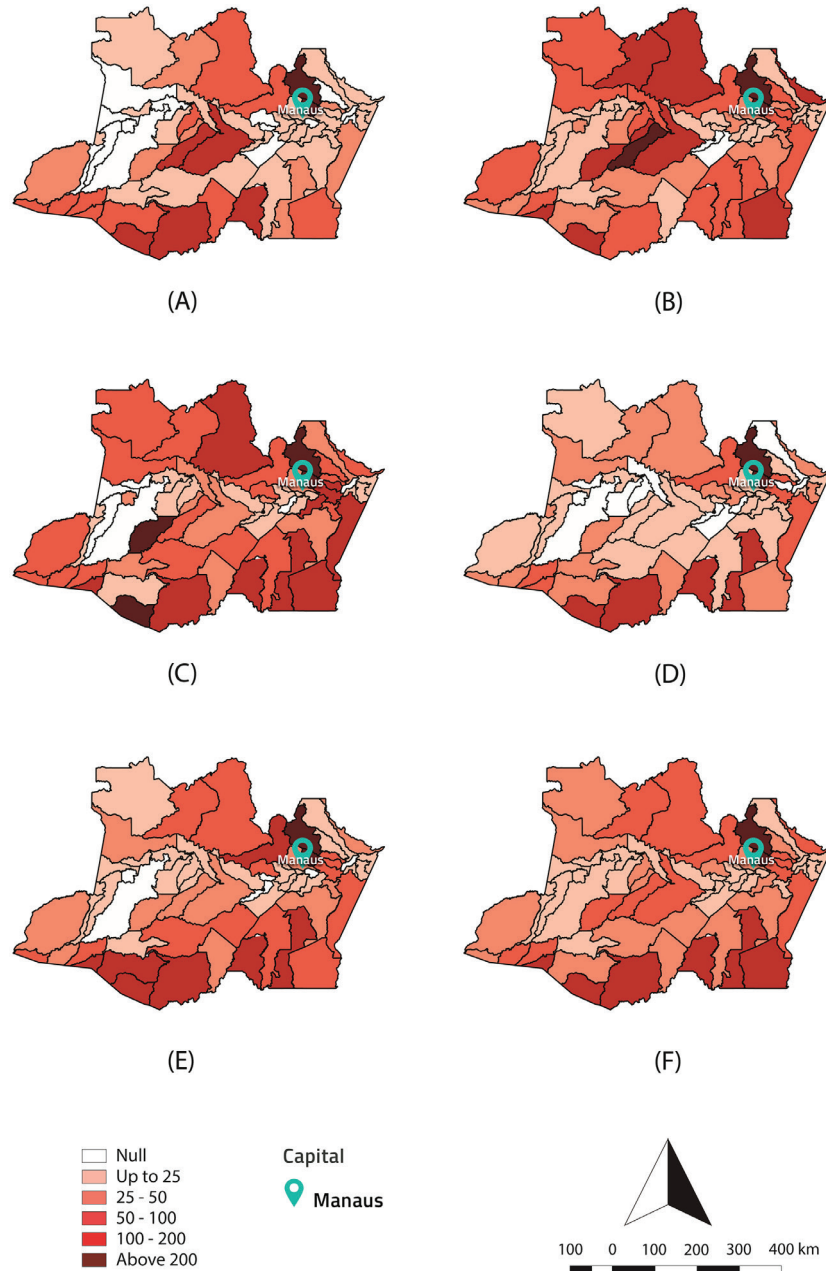 Manaus
Manaus
(A)
(B)
Manaus
Manaus
(C)
(D)
Manaus
Manaus
(E)
(F)
Null
Up to 25
25 - 50
50 - 100
100 - 200
Above 200
Capital
Manaus
100 0 100 200 300 400 km